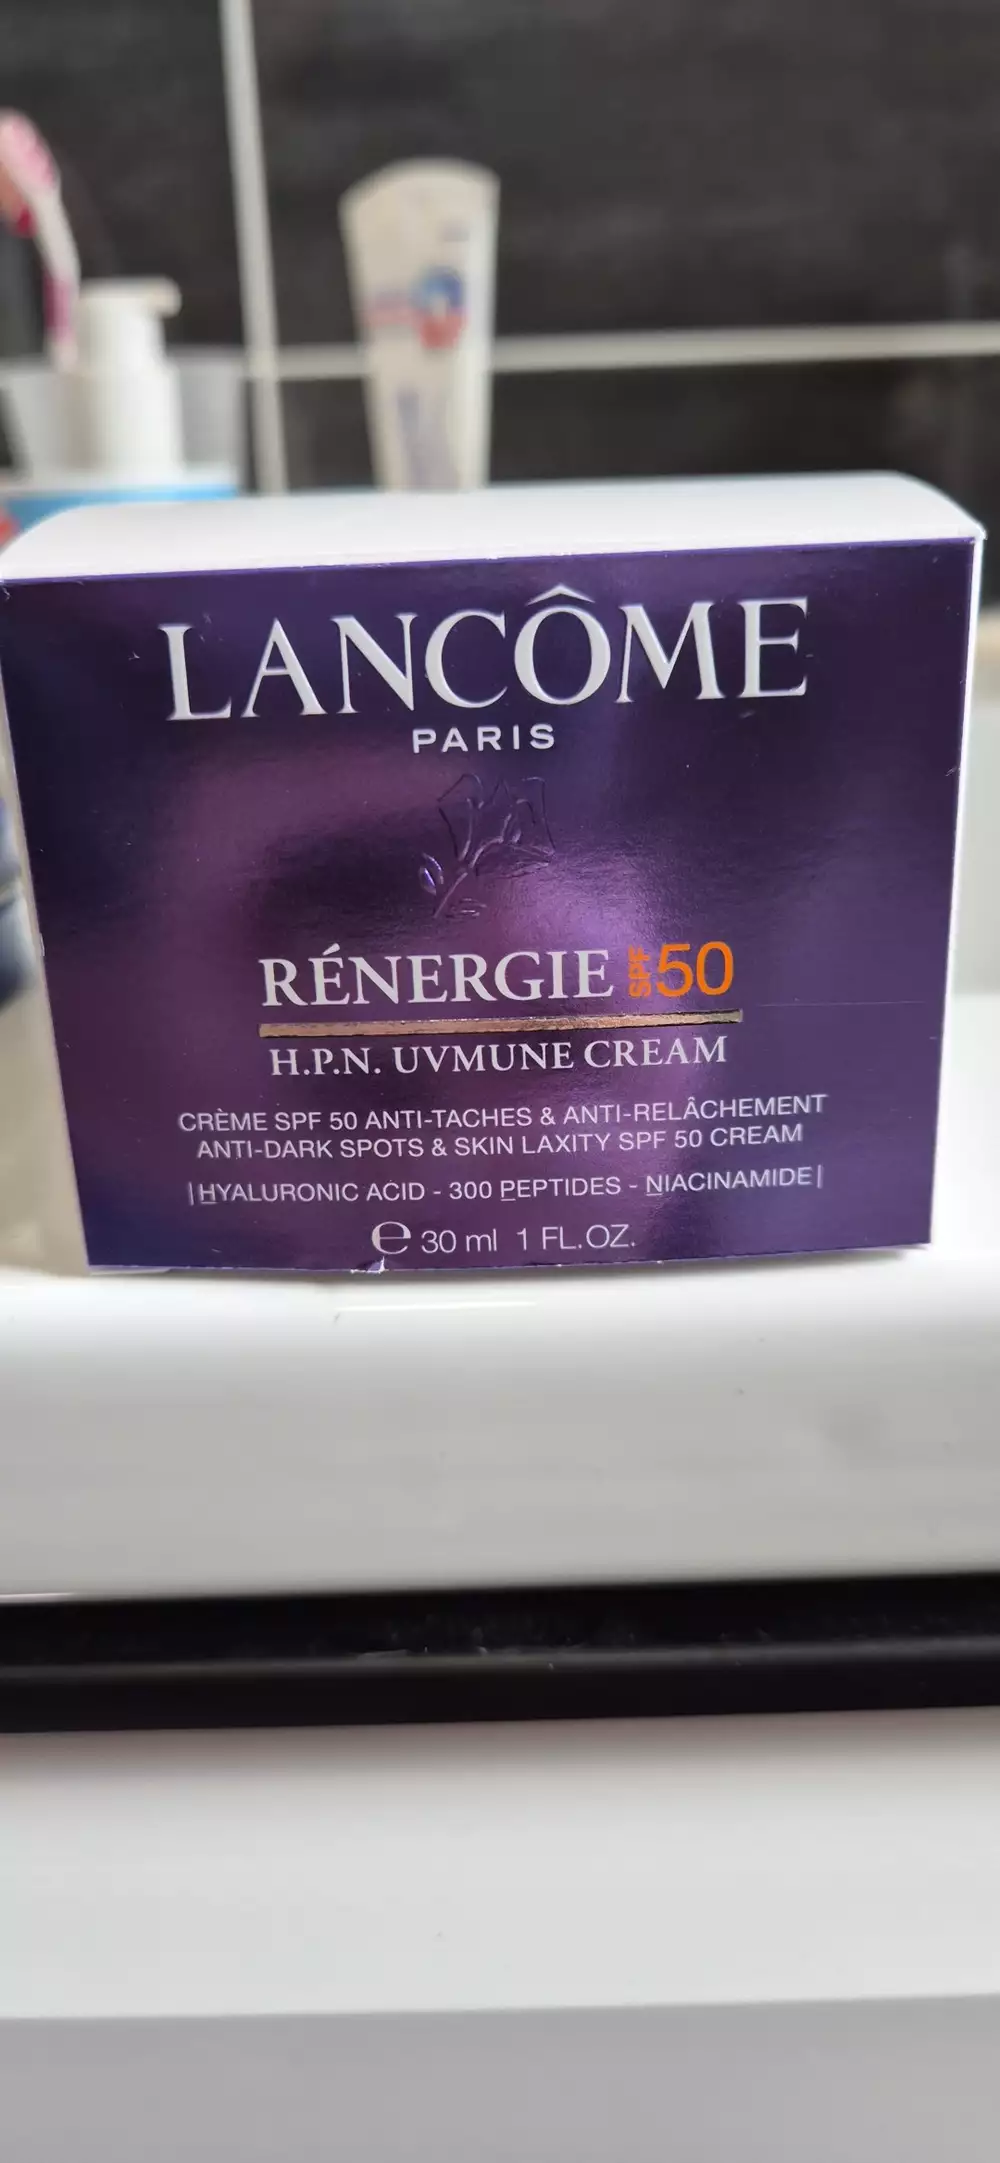 LANCÔME
PARIS
RÉNERGIE SPF 50
H.P.N. UVMUNE CREAM
CRÈME SPF 50 ANTI-TACHES & ANTI-RELÂCHEMENT
ANTI-DARK SPOTS & SKIN LAXITY SPF 50 CREAM
|HYALURONIC ACID - 300 PEPTIDES - NIACINAMIDE|
℮ 30 ml 1 FL.OZ.